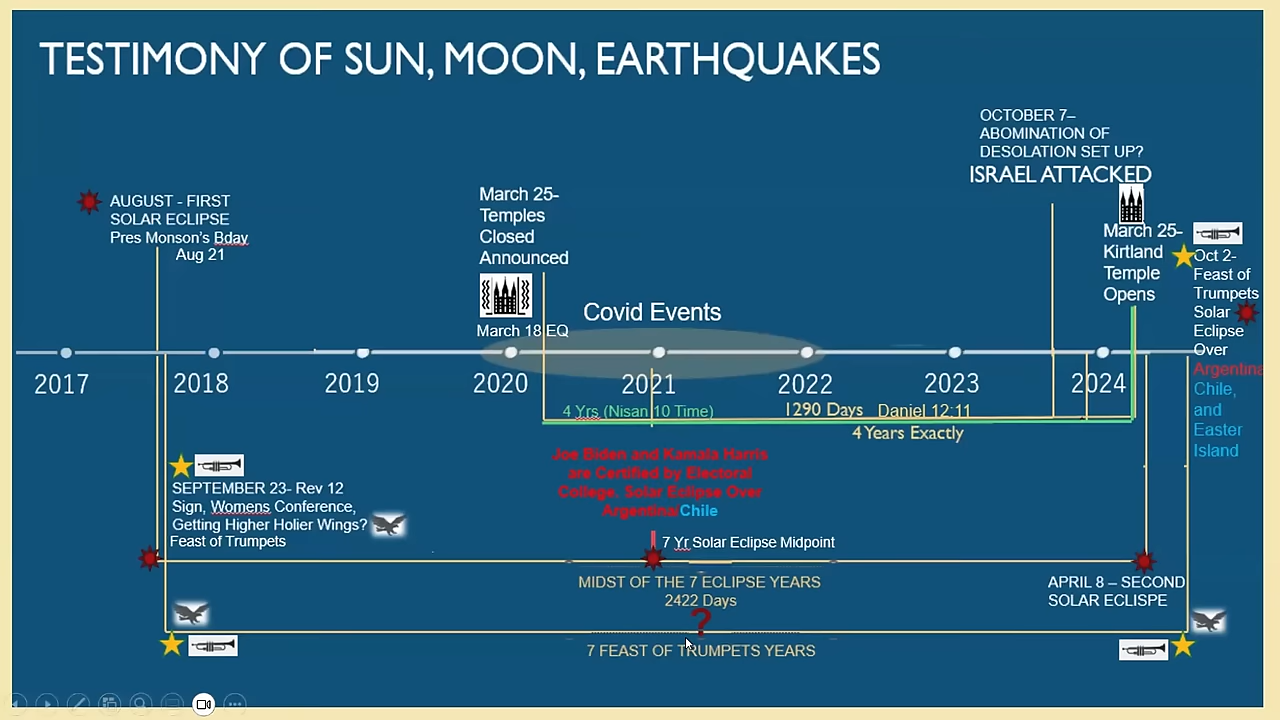 TESTIMONY OF SUN, MOON, EARTHQUAKES
OCTOBER 7–
ABOMINATION OF
DESOLATION SET UP?
ISRAEL ATTACKED
AUGUST - FIRST
SOLAR ECLIPSE
Pres Monson's Bday
Aug 21
March 25-
Temples
Closed
Announced
March 18 EQ
Covid Events
March 25-
Kirtland
Temple
Opens
Oct 2-
Feast of
Trumpets
Solar
Eclipse
Over
Argentina
Chile,
and
Easter
Island
2017
2018
2019
2020
2021
2022
2023
2024
4 Yrs (Nisan 10 Time)
1290 Days
Daniel 12:11
4 Years Exactly
Joe Biden and Kamala Harris
are Certified by Electoral
College. Solar Eclipse Over
Argentina/Chile
SEPTEMBER 23- Rev 12
Sign, Womens Conference,
Getting Higher Holier Wings?
Feast of Trumpets
7 Yr Solar Eclipse Midpoint
MIDST OF THE 7 ECLIPSE YEARS
2422 Days
?
APRIL 8 – SECOND
SOLAR ECLISPE
7 FEAST OF TRUMPETS YEARS